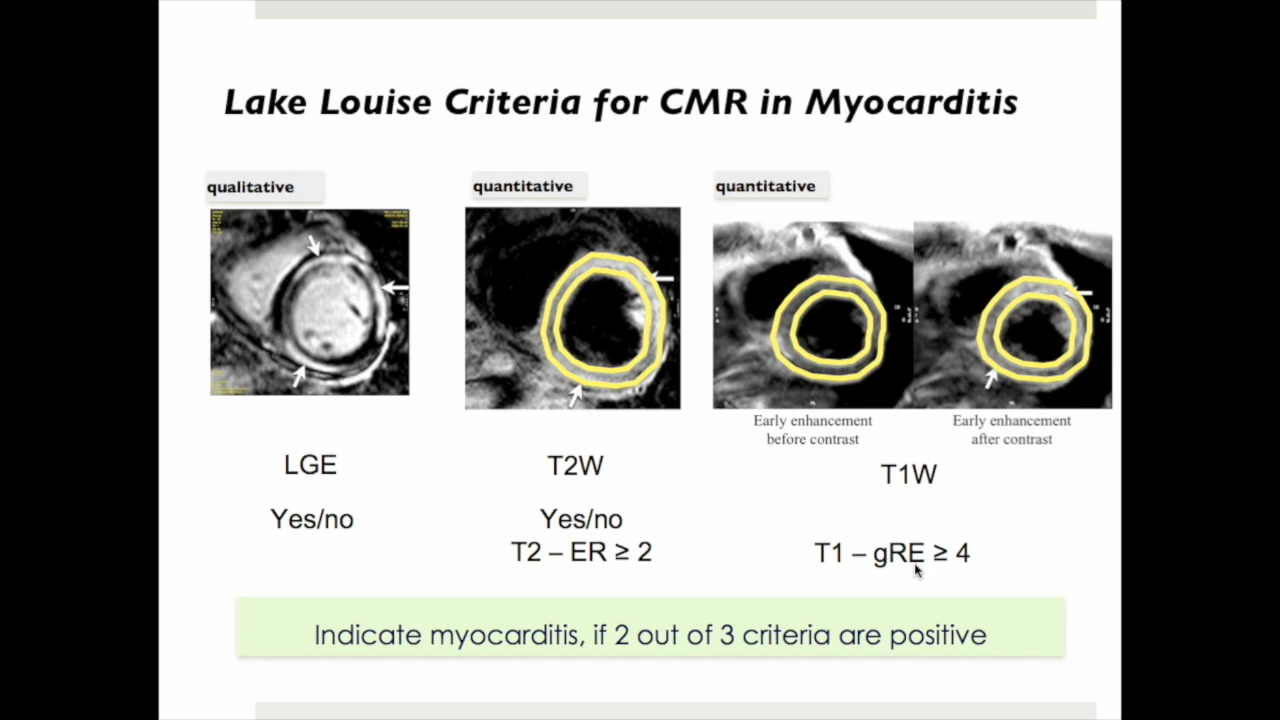 Lake Louise Criteria for CMR in Myocarditis
qualitative
quantitative
quantitative
Early enhancement
before contrast
Early enhancement
after contrast
LGE
T2W
T1W
Yes/no
Yes/no
T2 – ER ≥ 2
T1 – gRE ≥ 4
Indicate myocarditis, if 2 out of 3 criteria are positive